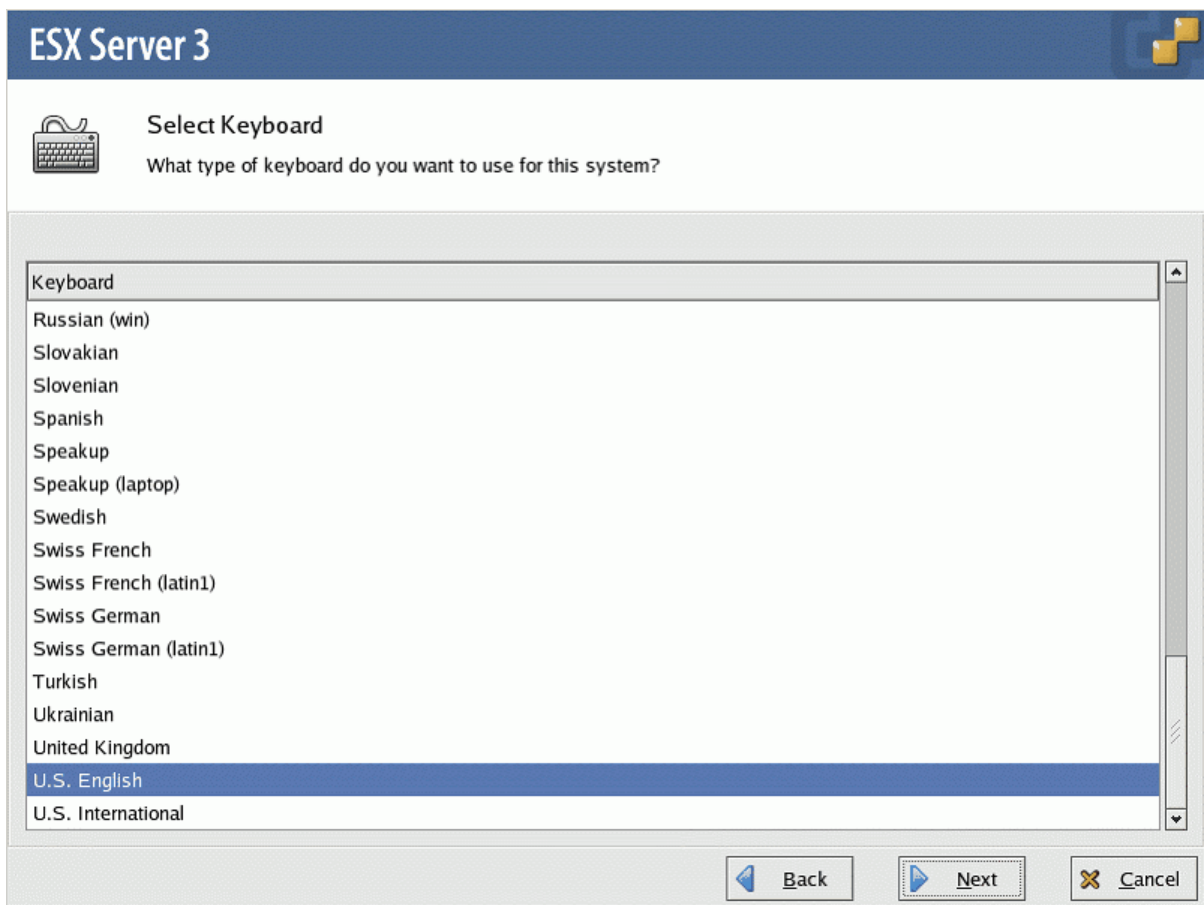 ESX Server 3
Select Keyboard
What type of keyboard do you want to use for this system?
Keyboard
Russian (win)
Slovakian
Slovenian
Spanish
Speakup
Speakup (laptop)
Swedish
Swiss French
Swiss French (latin1)
Swiss German
Swiss German (latin1)
Turkish
Ukrainian
United Kingdom
U.S. English
U.S. International
Back Next Cancel